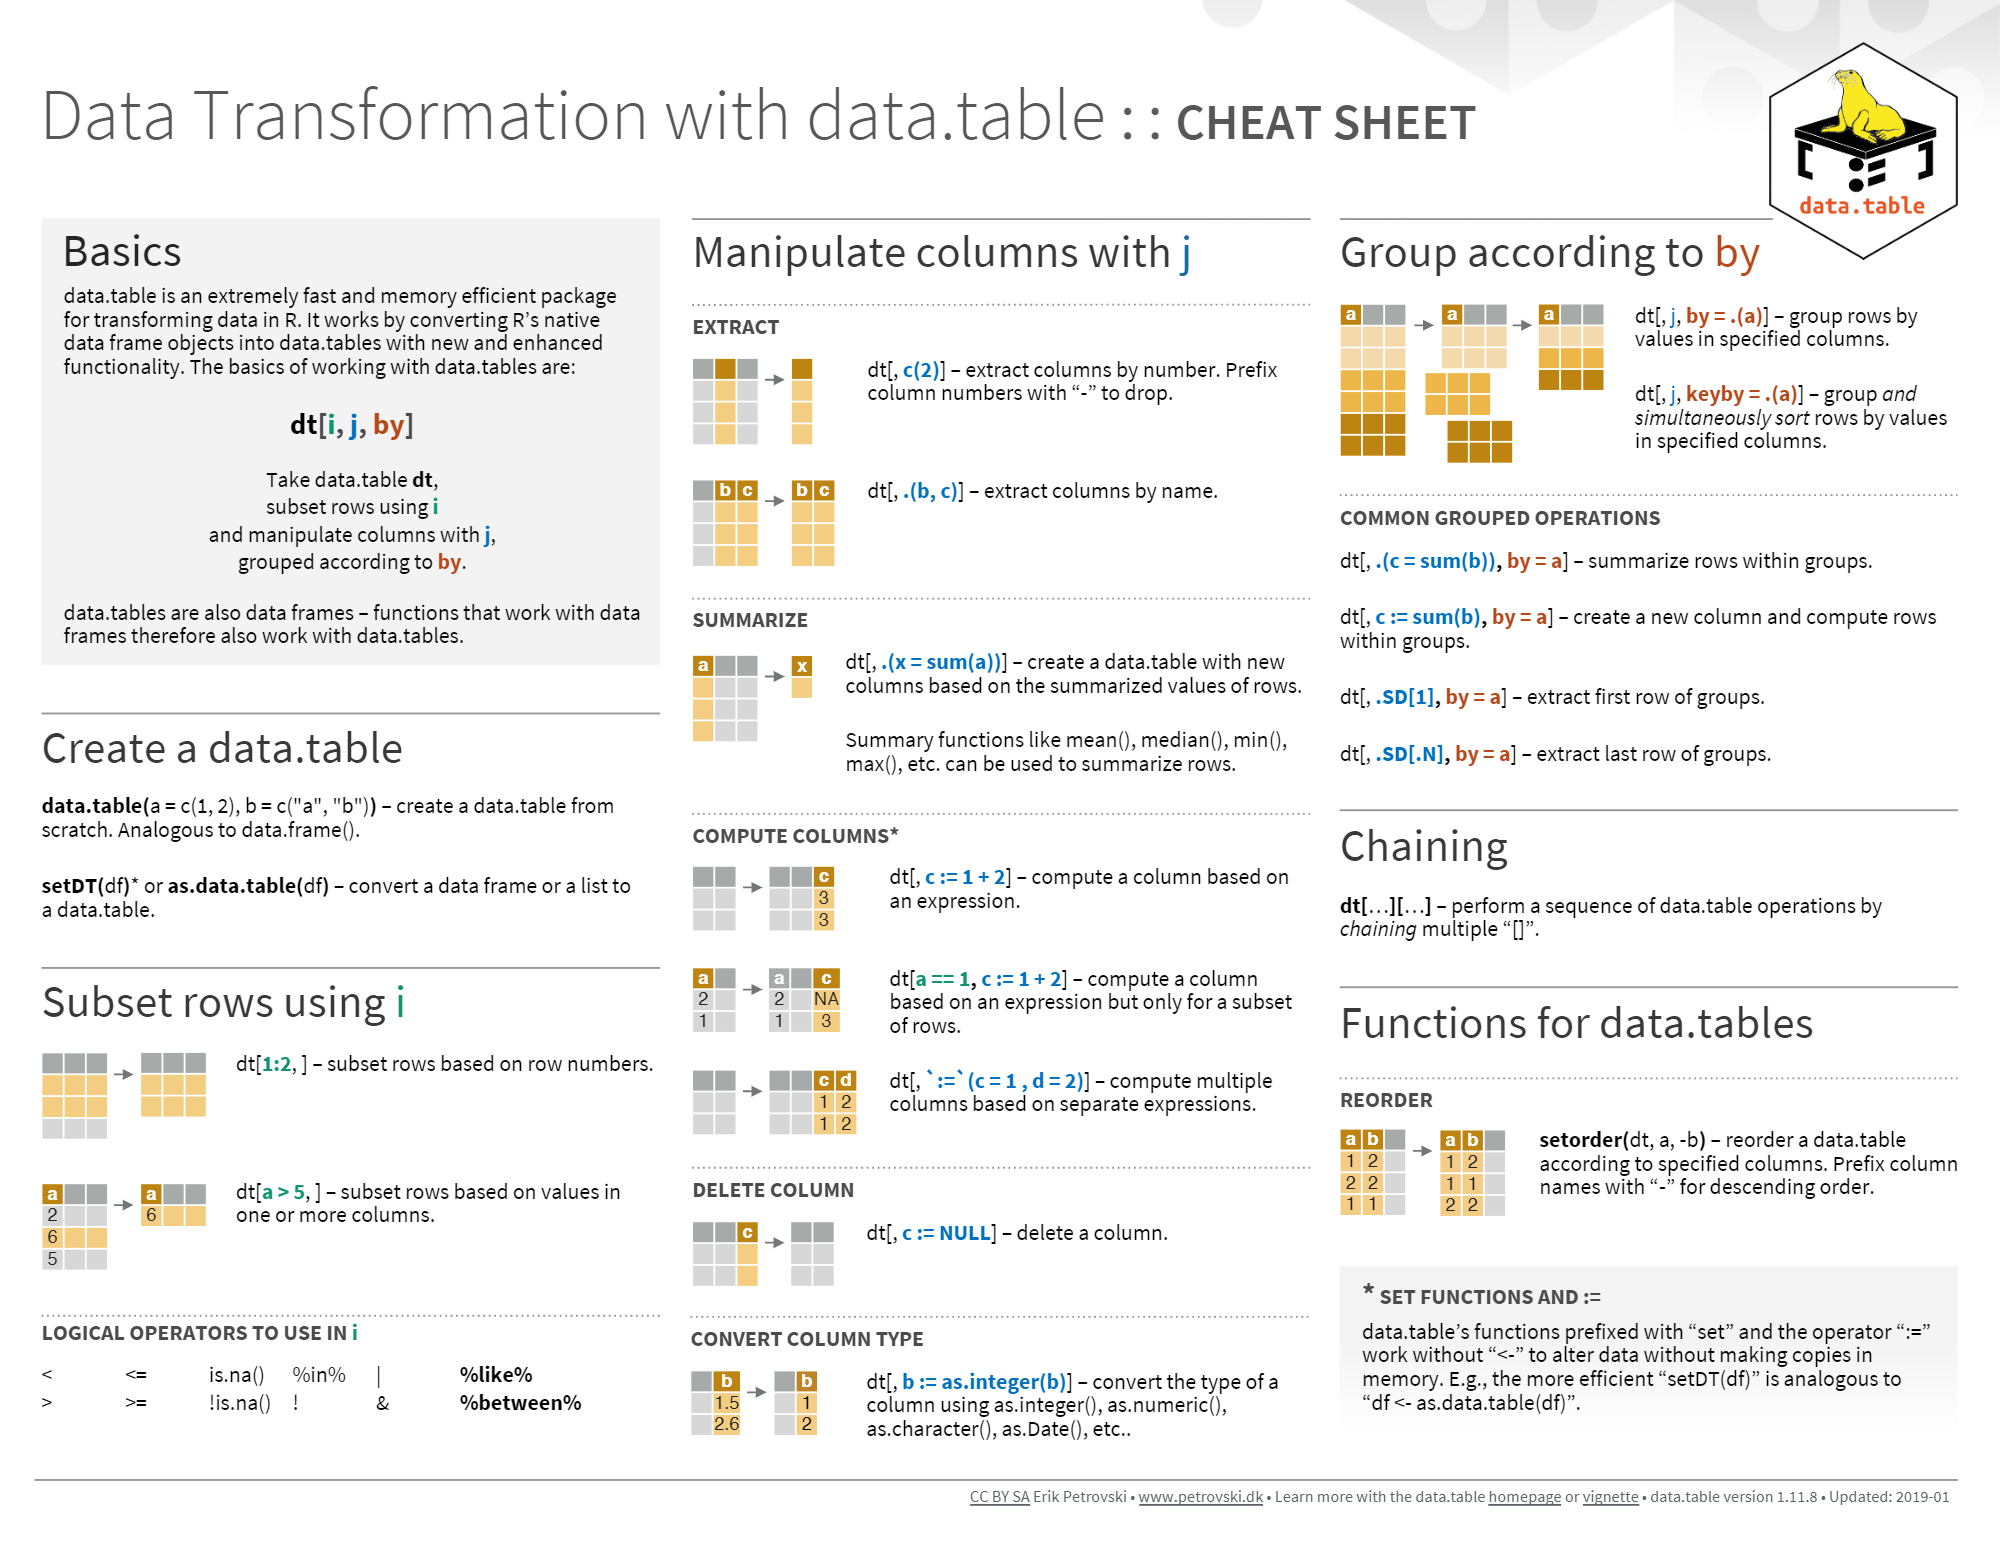 Data Transformation with data.table : : CHEAT SHEET
data.table
Basics
data.table is an extremely fast and memory efficient package
for transforming data in R. It works by converting R’s native
data frame objects into data.tables with new and enhanced
functionality. The basics of working with data.tables are:
dt[i, j, by]
Take data.table dt,
subset rows using i
and manipulate columns with j,
grouped according to by.
data.tables are also data frames – functions that work with data
frames therefore also work with data.tables.
Create a data.table
data.table(a = c(1, 2), b = c("a", "b")) – create a data.table from
scratch. Analogous to data.frame().
setDT(df)* or as.data.table(df) – convert a data frame or a list to
a data.table.
Subset rows using i
dt[1:2, ] – subset rows based on row numbers.
a a
2 6
6
5
dt[a > 5, ] – subset rows based on values in
one or more columns.
LOGICAL OPERATORS TO USE IN i
< <= is.na() %in% | %like%
> >= !is.na() ! & %between%
Manipulate columns with j
EXTRACT
dt[, c(2)] – extract columns by number. Prefix
column numbers with “-” to drop.
b c b c
dt[, .(b, c)] – extract columns by name.
SUMMARIZE
a x
dt[, .(x = sum(a))] – create a data.table with new
columns based on the summarized values of rows.
Summary functions like mean(), median(), min(),
max(), etc. can be used to summarize rows.
COMPUTE COLUMNS*
c
3
3
dt[, c := 1 + 2] – compute a column based on
an expression.
a a c
2 2 NA
1 1 3
dt[a == 1, c := 1 + 2] – compute a column
based on an expression but only for a subset
of rows.
c d
1 2
1 2
dt[, `:=`(c = 1 , d = 2)] – compute multiple
columns based on separate expressions.
DELETE COLUMN
c
dt[, c := NULL] – delete a column.
CONVERT COLUMN TYPE
b b
1.5 1
2.6 2
dt[, b := as.integer(b)] – convert the type of a
column using as.integer(), as.numeric(),
as.character(), as.Date(), etc..
Group according to by
a a a
dt[, j, by = .(a)] – group rows by
values in specified columns.
dt[, j, keyby = .(a)] – group and
simultaneously sort rows by values
in specified columns.
COMMON GROUPED OPERATIONS
dt[, .(c = sum(b)), by = a] – summarize rows within groups.
dt[, c := sum(b), by = a] – create a new column and compute rows
within groups.
dt[, .SD[1], by = a] – extract first row of groups.
dt[, .SD[.N], by = a] – extract last row of groups.
Chaining
dt[…][…] – perform a sequence of data.table operations by
chaining multiple “[]”.
Functions for data.tables
REORDER
a b a b
1 2 1 2
2 2 1 1
1 1 2 2
setorder(dt, a, -b) – reorder a data.table
according to specified columns. Prefix column
names with “-” for descending order.
* SET FUNCTIONS AND :=
data.table’s functions prefixed with “set” and the operator “:=”
work without “<-” to alter data without making copies in
memory. E.g., the more efficient “setDT(df)” is analogous to
“df <- as.data.table(df)”.
CC BY SA Erik Petrovski • www.petrovski.dk • Learn more with the data.table homepage or vignette • data.table version 1.11.8 • Updated: 2019-01